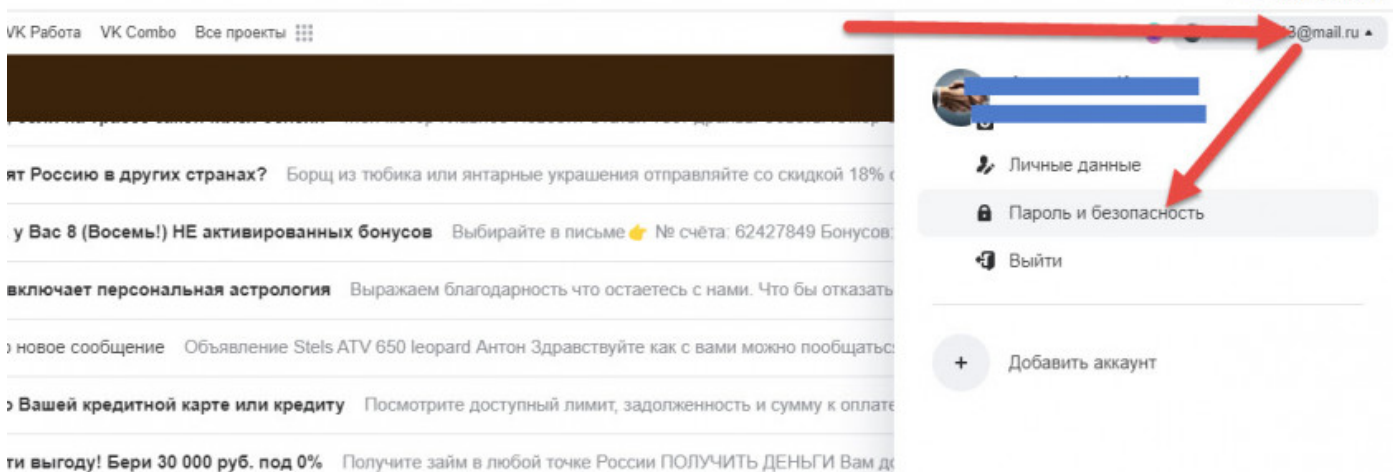 VK Работа VK Combo Все проекты
3@mail.ru
ят Россию в других странах? Борщ из тюбика или янтарные украшения отправляйте со скидкой 18%
у Вас 8 (Восемь!) НЕ активированных бонусов Выбирайте в письме👉 № счёта: 62427849 Бонусов:
включает персональная астрология Выражаем благодарность что остаетесь с нами. Что бы отказать
новое сообщение Объявление Stels ATV 650 leopard Антон Здравствуйте как с вами можно пообщатьс
Вашей кредитной карте или кредиту Посмотрите доступный лимит, задолженность и сумму к оплате
ти выгоду! Бери 30 000 руб. под 0% Получите займ в любой точке России ПОЛУЧИТЬ ДЕНЬГИ Вам до
Личные данные
Пароль и безопасность
Выйти
+ Добавить аккаунт